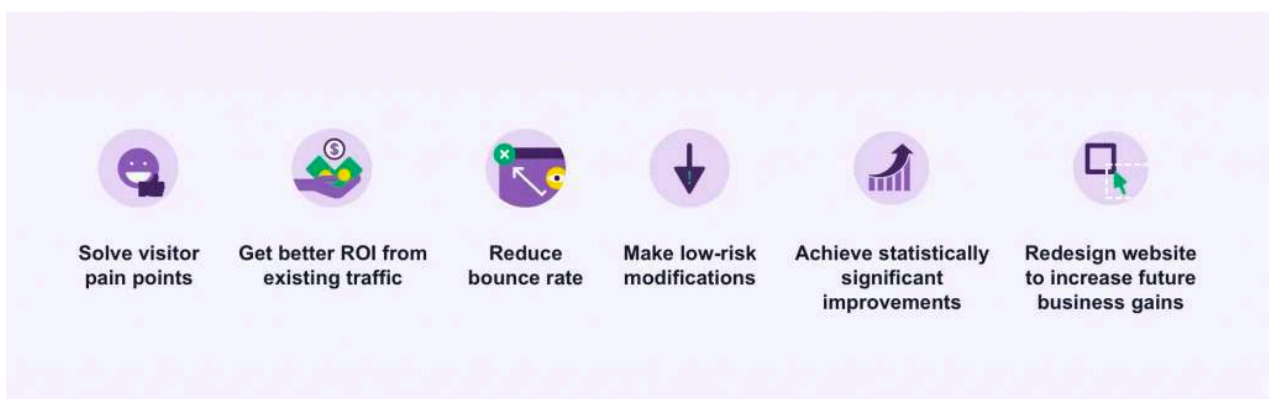 Solve visitor
pain points
Get better ROI from
existing traffic
Reduce
bounce rate
Make low-risk
modifications
Achieve statistically
significant
improvements
Redesign website
to increase future
business gains